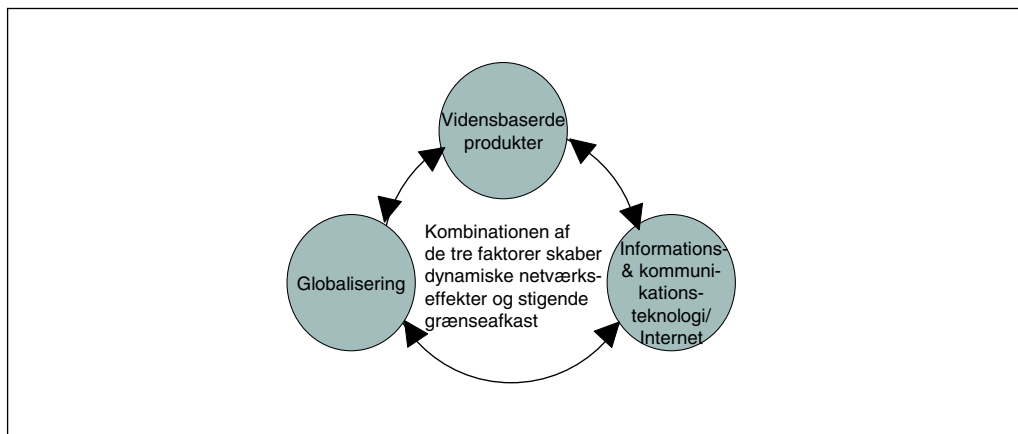 Vidensbaserde
produkter
Globalisering
Kombinationen af
de tre faktorer skaber
dynamiske netværks-
effekter og stigende
grænseafkast
Informations-
& kommuni-
kations-
teknologi/
Internet